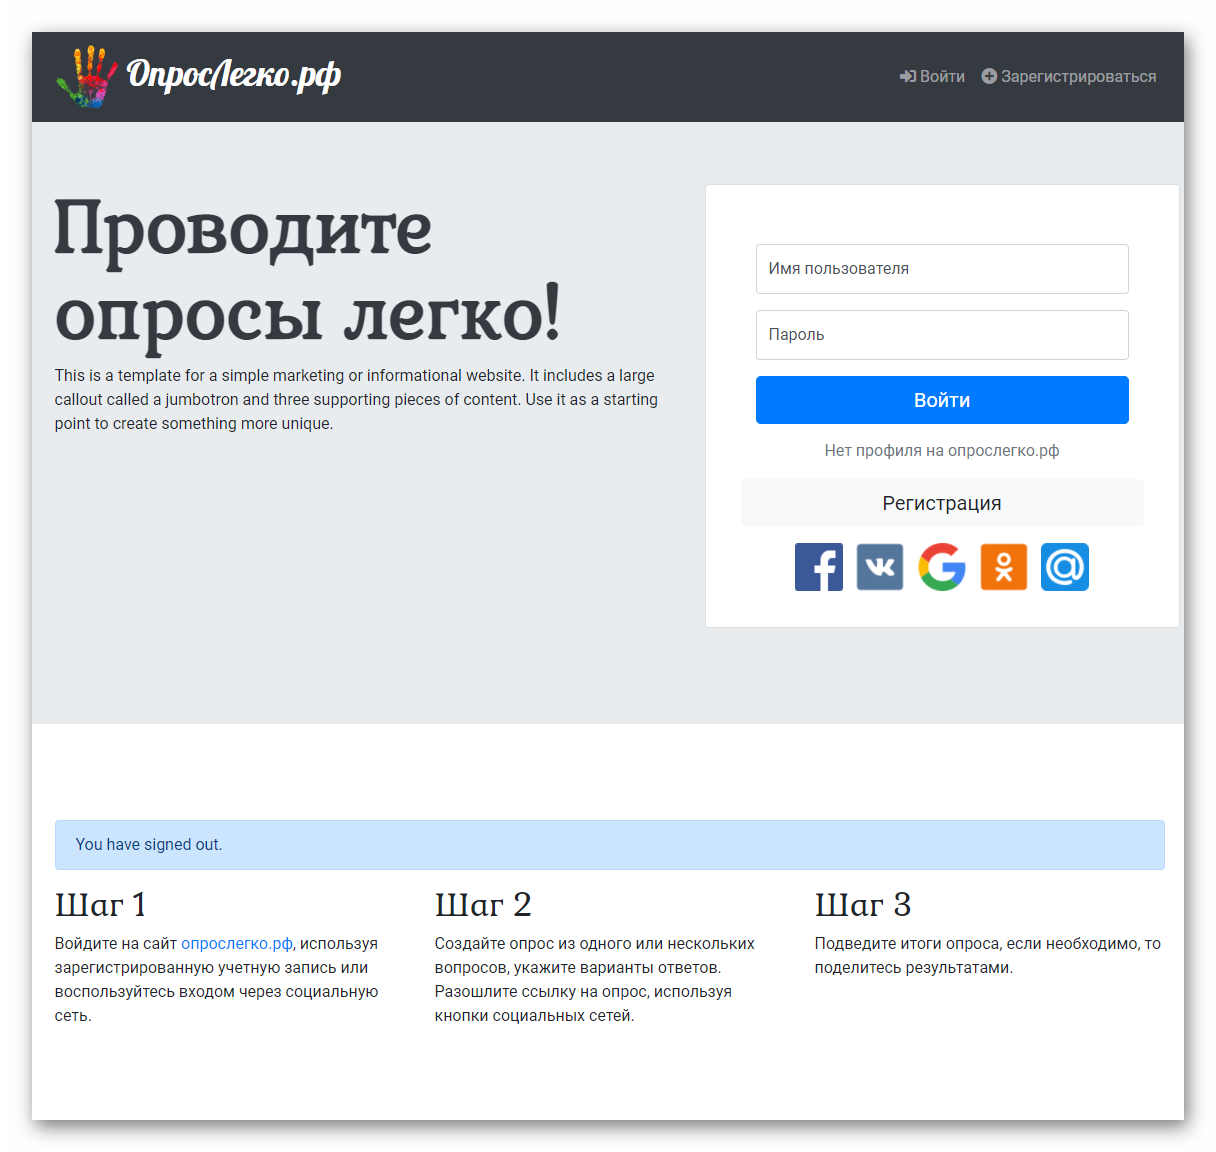 ОпросЛегко.рф
Войти
Зарегистрироваться
Проводите
опросы легко!
This is a template for a simple marketing or informational website. It includes a large
callout called a jumbotron and three supporting pieces of content. Use it as a starting
point to create something more unique.
Имя пользователя
Пароль
Войти
Нет профиля на опрослегко.рф
Регистрация
You have signed out.
Шаг 1
Войдите на сайт опрослегко.рф, используя
зарегистрированную учетную запись или
воспользуйтесь входом через социальную
сеть.
Шаг 2
Создайте опрос из одного или нескольких
вопросов, укажите варианты ответов.
Разошлите ссылку на опрос, используя
кнопки социальных сетей.
Шаг 3
Подведите итоги опроса, если необходимо, то
поделитесь результатами.